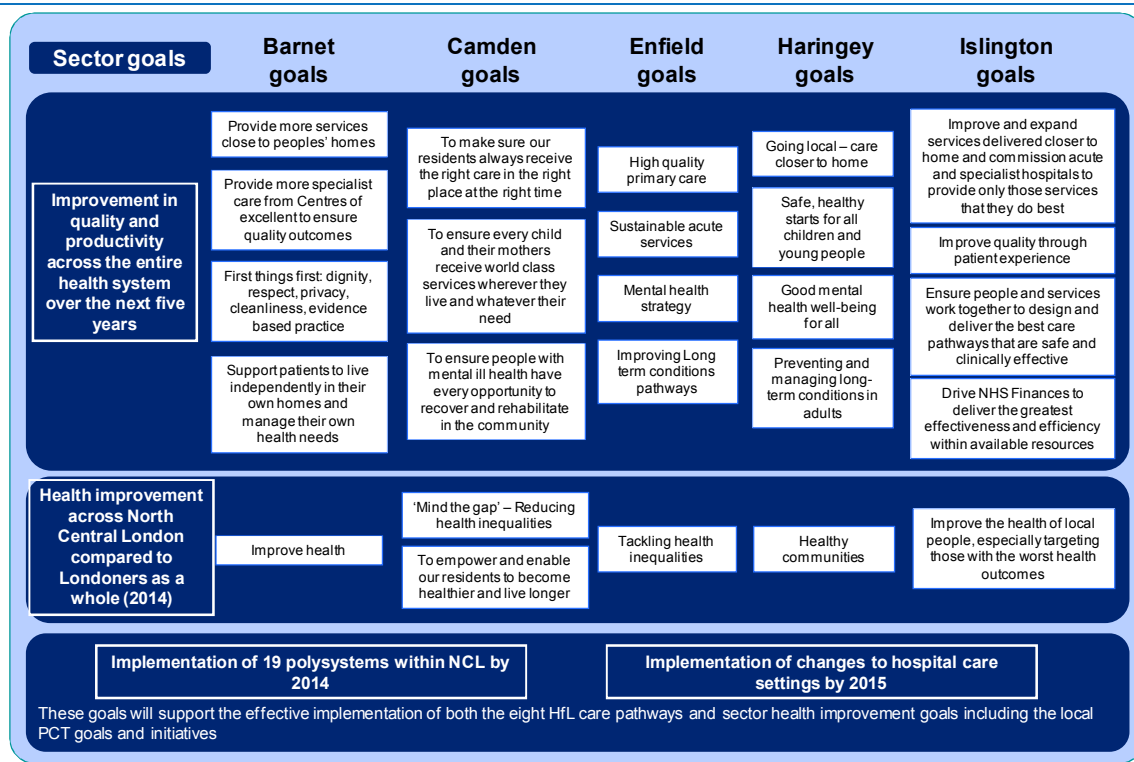 Sector goals
Barnet
goals
Camden
goals
Enfield
goals
Haringey
goals
Islington
goals
Improvement in
quality and
productivity
across the entire
health system
over the next five
years
Provide more services
close to peoples' homes
Provide more specialist
care from Centres of
excellent to ensure
quality outcomes
First things first: dignity,
respect, privacy,
cleanliness, evidence
based practice
Support patients to live
independently in their
own homes and
manage their own
health needs
To make sure our
residents always receive
the right care in the right
place at the right time
To ensure every child
and their mothers
receive world class
services wherever they
live and whatever their
need
To ensure people with
mental ill health have
every opportunity to
recover and rehabilitate
in the community
High quality
primary care
Sustainable acute
services
Mental health
strategy
Improving Long
term conditions
pathways
Going local – care
closer to home
Safe, healthy
starts for all
children and
young people
Good mental
health well-being
for all
Preventing and
managing long-
term conditions in
adults
Improve and expand
services delivered closer to
home and commission acute
and specialist hospitals to
provide only those services
that they do best
Improve quality through
patient experience
Ensure people and services
work together to design and
deliver the best care
pathways that are safe and
clinically effective
Drive NHS Finances to
deliver the greatest
effectiveness and efficiency
within available resources
Health improvement
across North
Central London
compared to
Londoners as a
whole (2014)
Improve health
'Mind the gap' – Reducing
health inequalities
To empower and enable
our residents to become
healthier and live longer
Tackling health
inequalities
Healthy
communities
Improve the health of local
people, especially targeting
those with the worst health
outcomes
Implementation of 19 polysystems within NCL by
2014
Implementation of changes to hospital care
settings by 2015
These goals will support the effective implementation of both the eight HfL care pathways and sector health improvement goals including the local
PCT goals and initiatives